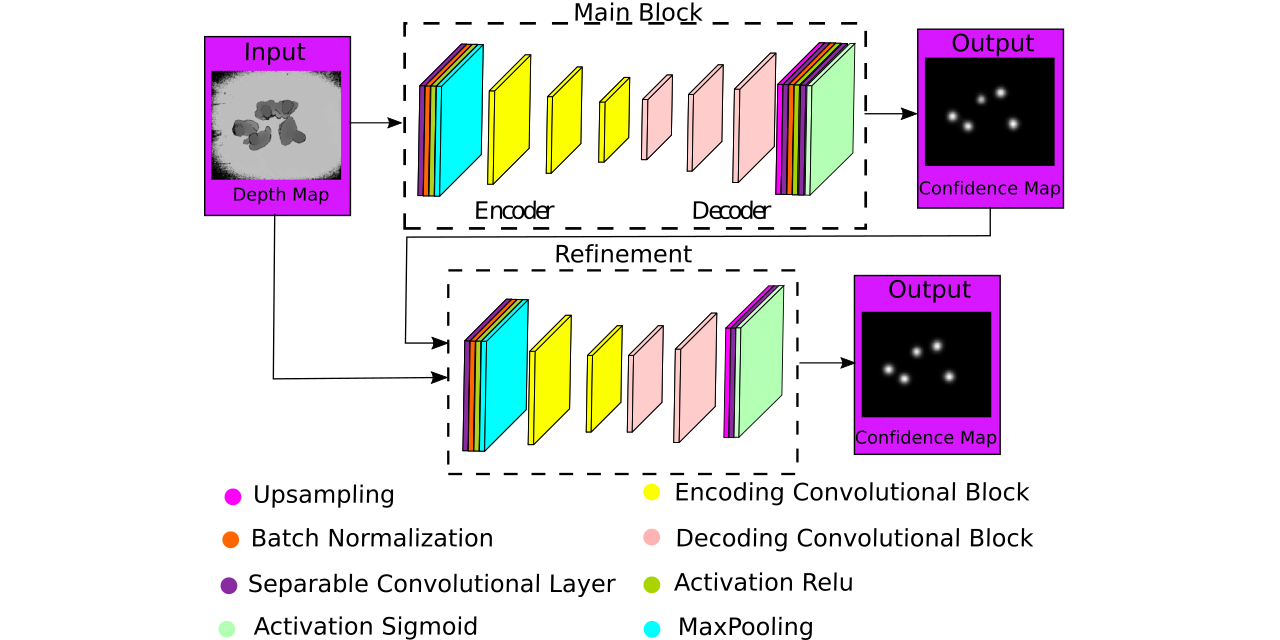 Main Block
Input
Depth Map
Encoder
Decoder
Output
Confidence Map
Refinement
Output
Confidence Map
Upsampling
Encoding Convolutional Block
Batch Normalization
Decoding Convolutional Block
Separable Convolutional Layer
Activation Relu
Activation Sigmoid
MaxPooling